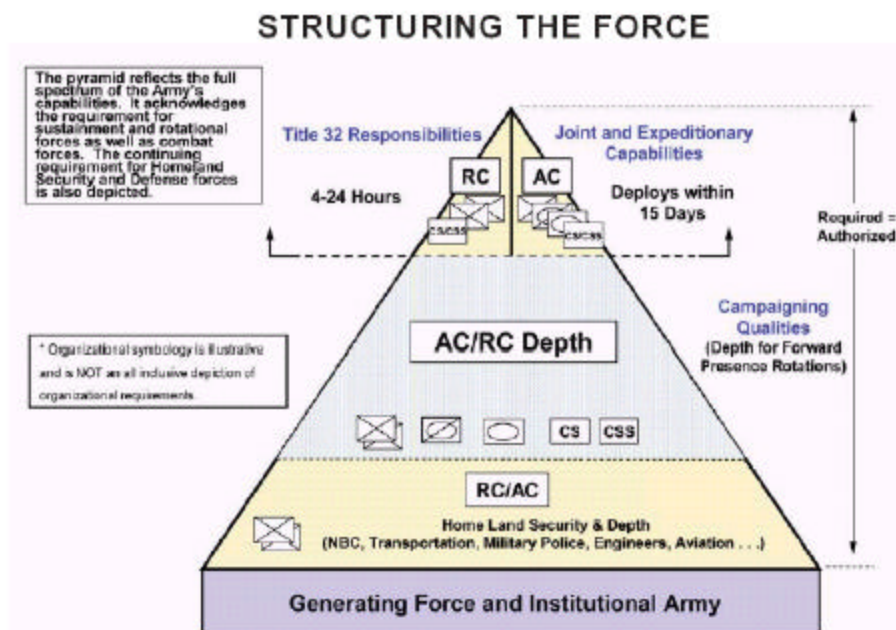 STRUCTURING THE FORCE
The pyramid reflects the full
spectrum of the Army's
capabilities. It acknowledges
the requirement for
sustainment and rotational
forces as well as combat
forces. The continuing
requirement for Homeland
Security and Defense forces
is also depicted.
Title 32 Responsibilities
Joint and Expeditionary
Capabilities
RC
AC
4-24 Hours
Deploys within
15 Days
CS/CSS
CS/CSS
Required =
Authorized
Campaigning
Qualities
(Depth for Forward
Presence Rotations)
AC/RC Depth
* Organizational symbology is illustrative
and is NOT an all inclusive depiction of
organizational requirements.
CS
CSS
RC/AC
Home Land Security & Depth
(NBC, Transportation, Military Police, Engineers, Aviation . . .)
Generating Force and Institutional Army